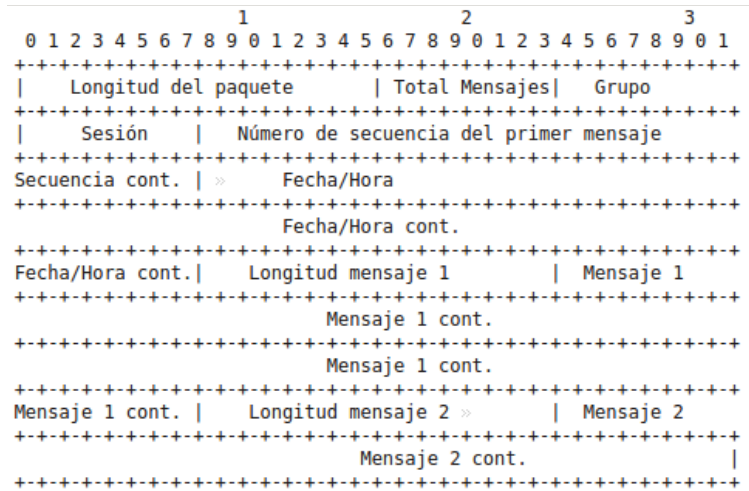 1 2 3
0 1 2 3 4 5 6 7 8 9 0 1 2 3 4 5 6 7 8 9 0 1 2 3 4 5 6 7 8 9 0 1
+-+-+-+-+-+-+-+-+-+-+-+-+-+-+-+-+-+-+-+-+-+-+-+-+-+-+-+-+-+-+-+-+
| Longitud del paquete | Total Mensajes| Grupo
+-+-+-+-+-+-+-+-+-+-+-+-+-+-+-+-+-+-+-+-+-+-+-+-+-+-+-+-+-+-+-+-+
| Sesión | Número de secuencia del primer mensaje
+-+-+-+-+-+-+-+-+-+-+-+-+-+-+-+-+-+-+-+-+-+-+-+-+-+-+-+-+-+-+-+-+
Secuencia cont. | » Fecha/Hora
+-+-+-+-+-+-+-+-+-+-+-+-+-+-+-+-+-+-+-+-+-+-+-+-+-+-+-+-+-+-+-+-+
Fecha/Hora cont.
+-+-+-+-+-+-+-+-+-+-+-+-+-+-+-+-+-+-+-+-+-+-+-+-+-+-+-+-+-+-+-+-+
Fecha/Hora cont.| Longitud mensaje 1 | Mensaje 1
+-+-+-+-+-+-+-+-+-+-+-+-+-+-+-+-+-+-+-+-+-+-+-+-+-+-+-+-+-+-+-+-+
Mensaje 1 cont.
+-+-+-+-+-+-+-+-+-+-+-+-+-+-+-+-+-+-+-+-+-+-+-+-+-+-+-+-+-+-+-+-+
Mensaje 1 cont.
+-+-+-+-+-+-+-+-+-+-+-+-+-+-+-+-+-+-+-+-+-+-+-+-+-+-+-+-+-+-+-+-+
Mensaje 1 cont. | Longitud mensaje 2 » | Mensaje 2
+-+-+-+-+-+-+-+-+-+-+-+-+-+-+-+-+-+-+-+-+-+-+-+-+-+-+-+-+-+-+-+-+
Mensaje 2 cont. |
+-+-+-+-+-+-+-+-+-+-+-+-+-+-+-+-+-+-+-+-+-+-+-+-+-+-+-+-+-+-+-+-+